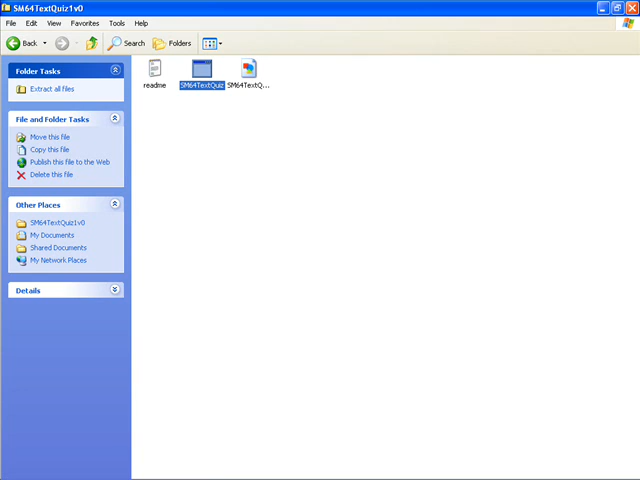 SM64TextQuiz1v0
File Edit View Favorites Tools Help
Back Search Folders
Folder Tasks
Extract all files
File and Folder Tasks
Move this file
Copy this file
Publish this file to the Web
Delete this file
Other Places
SM64TextQuiz1v0
My Documents
Shared Documents
My Network Places
Details
readme SM64TextQuiz SM64TextQ...